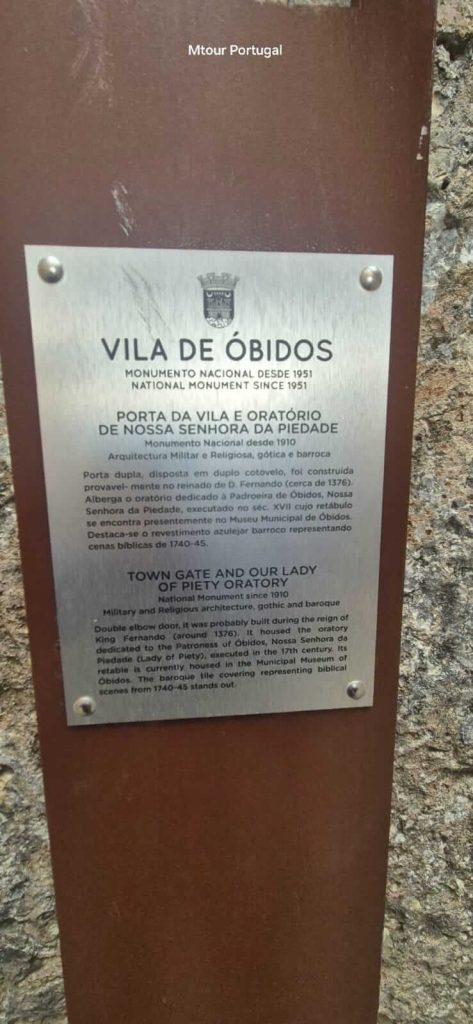 Mtour Portugal
VILA DE ÓBIDOS
MONUMENTO NACIONAL DESDE 1951
NATIONAL MONUMENT SINCE 1951
PORTA DA VILA E ORATÓRIO
DE NOSSA SENHORA DA PIEDADE
Monumento Nacional desde 1910
Arquitectura Militar e Religiosa, gótica e barroca
Porta dupla, disposta em duplo cotovelo, foi construída
provavel- mente no reinado de D. Fernando (cerca de 1376).
Alberga o oratório dedicado à Padroeira de Óbidos, Nossa
Senhora da Piedade, executado no séc. XVII cujo retábulo
se encontra presentemente no Museu Municipal de Óbidos.
Destaca-se o revestimento azulejar barroco representando
cenas bíblicas de 1740-45.
TOWN GATE AND OUR LADY
OF PIETY ORATORY
National Monument since 1910
Military and Religious architecture, gothic and baroque
Double elbow door, it was probably built during the reign of
King Fernando (around 1376). It housed the oratory
dedicated to the Patroness of Óbidos, Nossa Senhora da
Piedade (Lady of Piety), executed in the 17th century. Its
retable is currently housed in the Municipal Museum of
Óbidos. The baroque tile covering representing biblical
scenes from 1740-45 stands out.